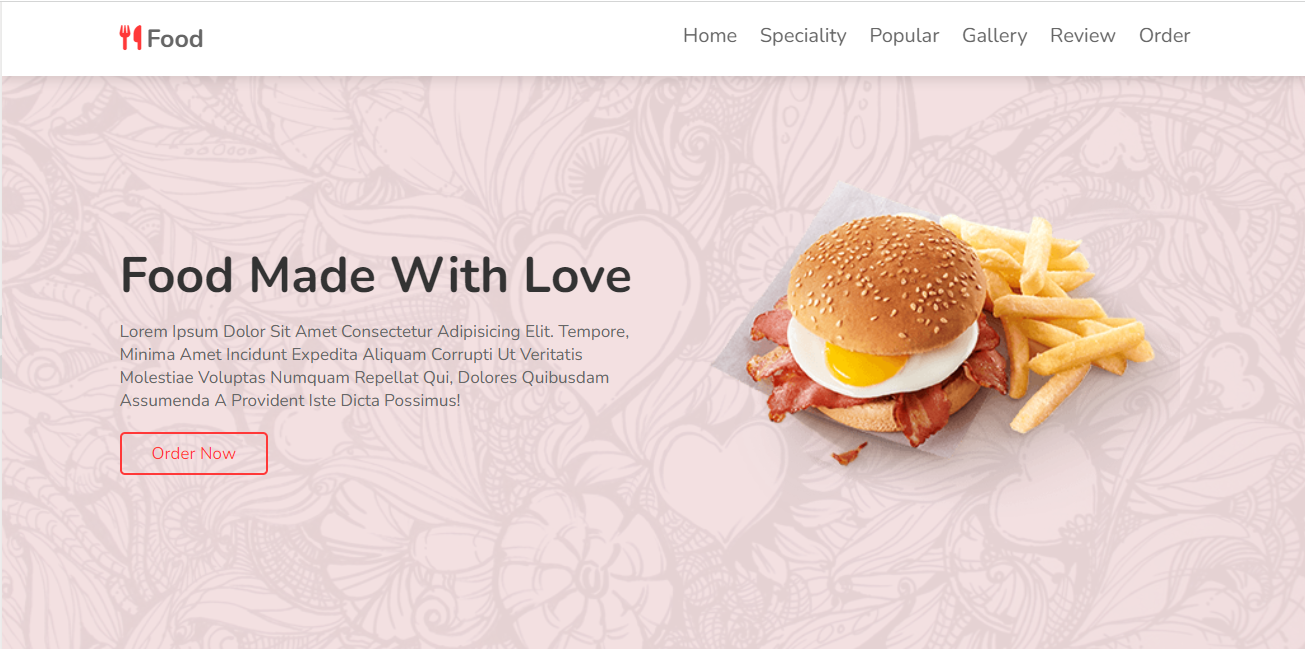 Food
Home Speciality Popular Gallery Review Order
Food Made With Love
Lorem Ipsum Dolor Sit Amet Consectetur Adipisicing Elit. Tempore,
Minima Amet Incidunt Expedita Aliquam Corrupti Ut Veritatis
Molestiae Voluptas Numquam Repellat Qui, Dolores Quibusdam
Assumenda A Provident Iste Dicta Possimus!
Order Now